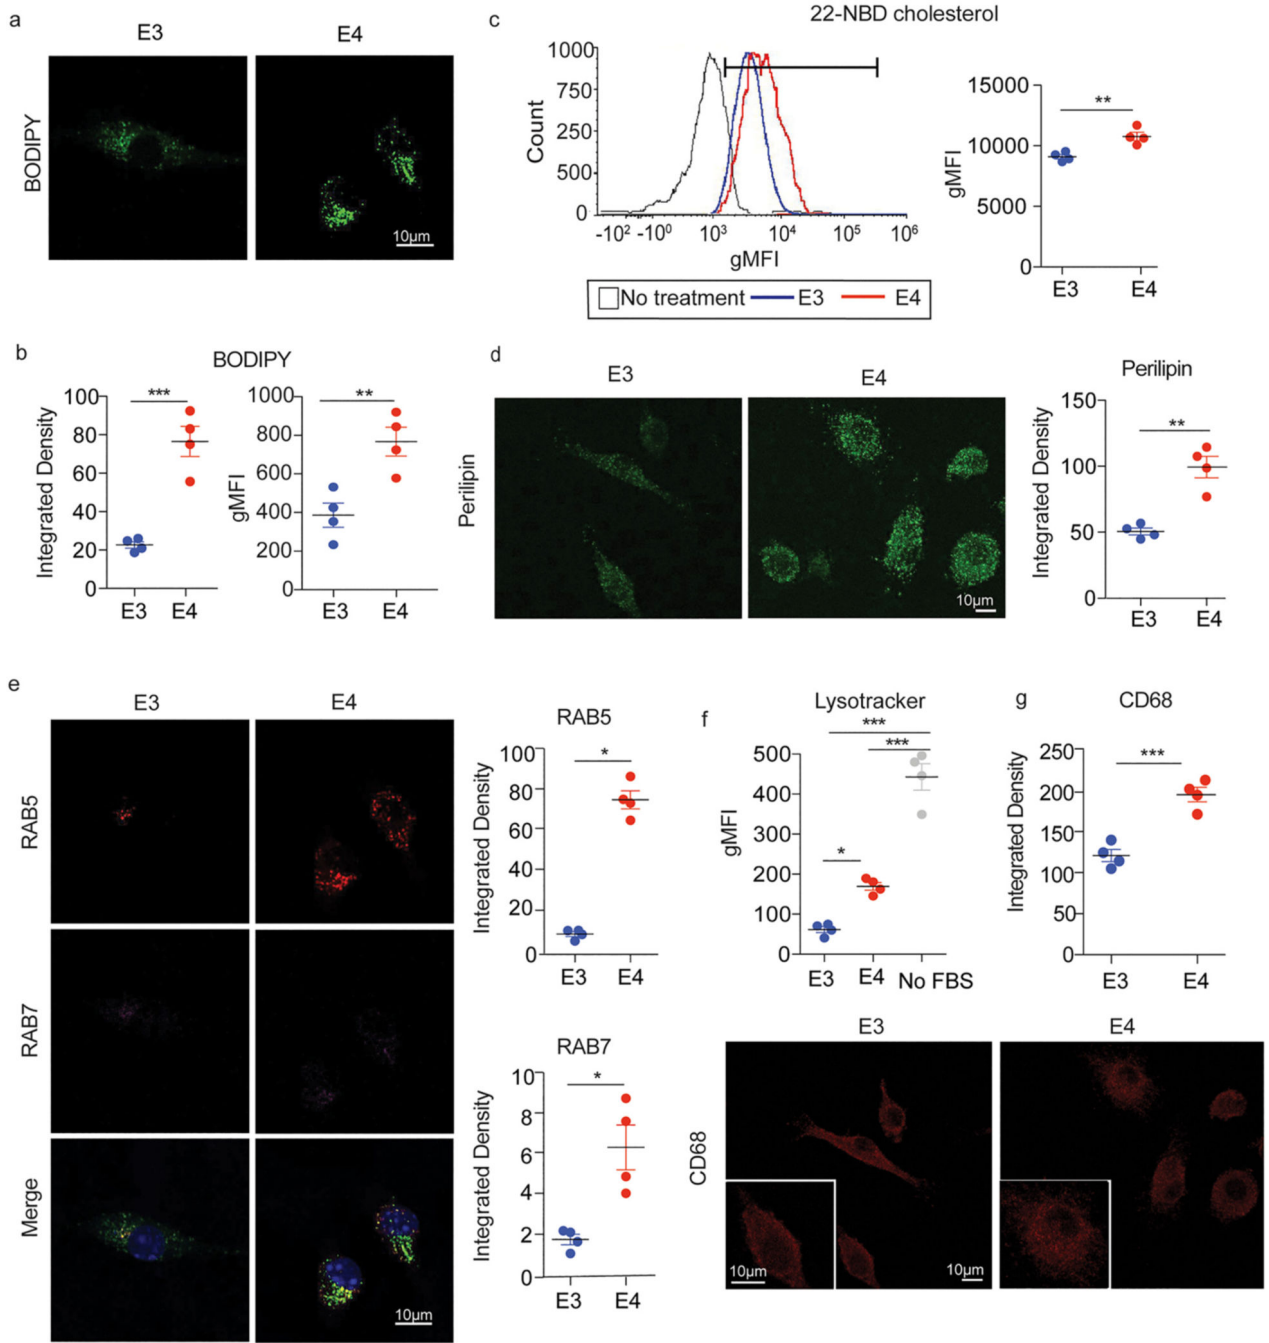 a
E3
E4
BODIPY
10µm
b
BODIPY
Integrated Density
100
80
60
40
20
0
***
E3
E4
gMFI
1000
800
600
400
200
0
**
E3
E4
c
22-NBD cholesterol
Count
1000
750
250
500
0
-10² -10⁰ 10³ 10⁴ 10⁵ 10⁶
gMFI
No treatment E3 E4
gMFI
15000
10000
5000
0
**
E3
E4
d
E3
E4
Perilipin
10µm
Perilipin
Integrated Density
150
100
50
0
**
E3
E4
e
E3
E4
RAB5
RAB7
Merge
10µm
RAB5
Integrated Density
100
80
60
40
20
0
*
E3
E4
RAB7
Integrated Density
10
8
6
4
2
0
*
E3
E4
f
Lysotracker
***
***
*
gMFI
500
400
300
200
100
0
E3
E4
No FBS
g
CD68
Integrated Density
250
200
150
100
50
0
***
E3
E4
E3
E4
CD68
10µm
10µm
10µm